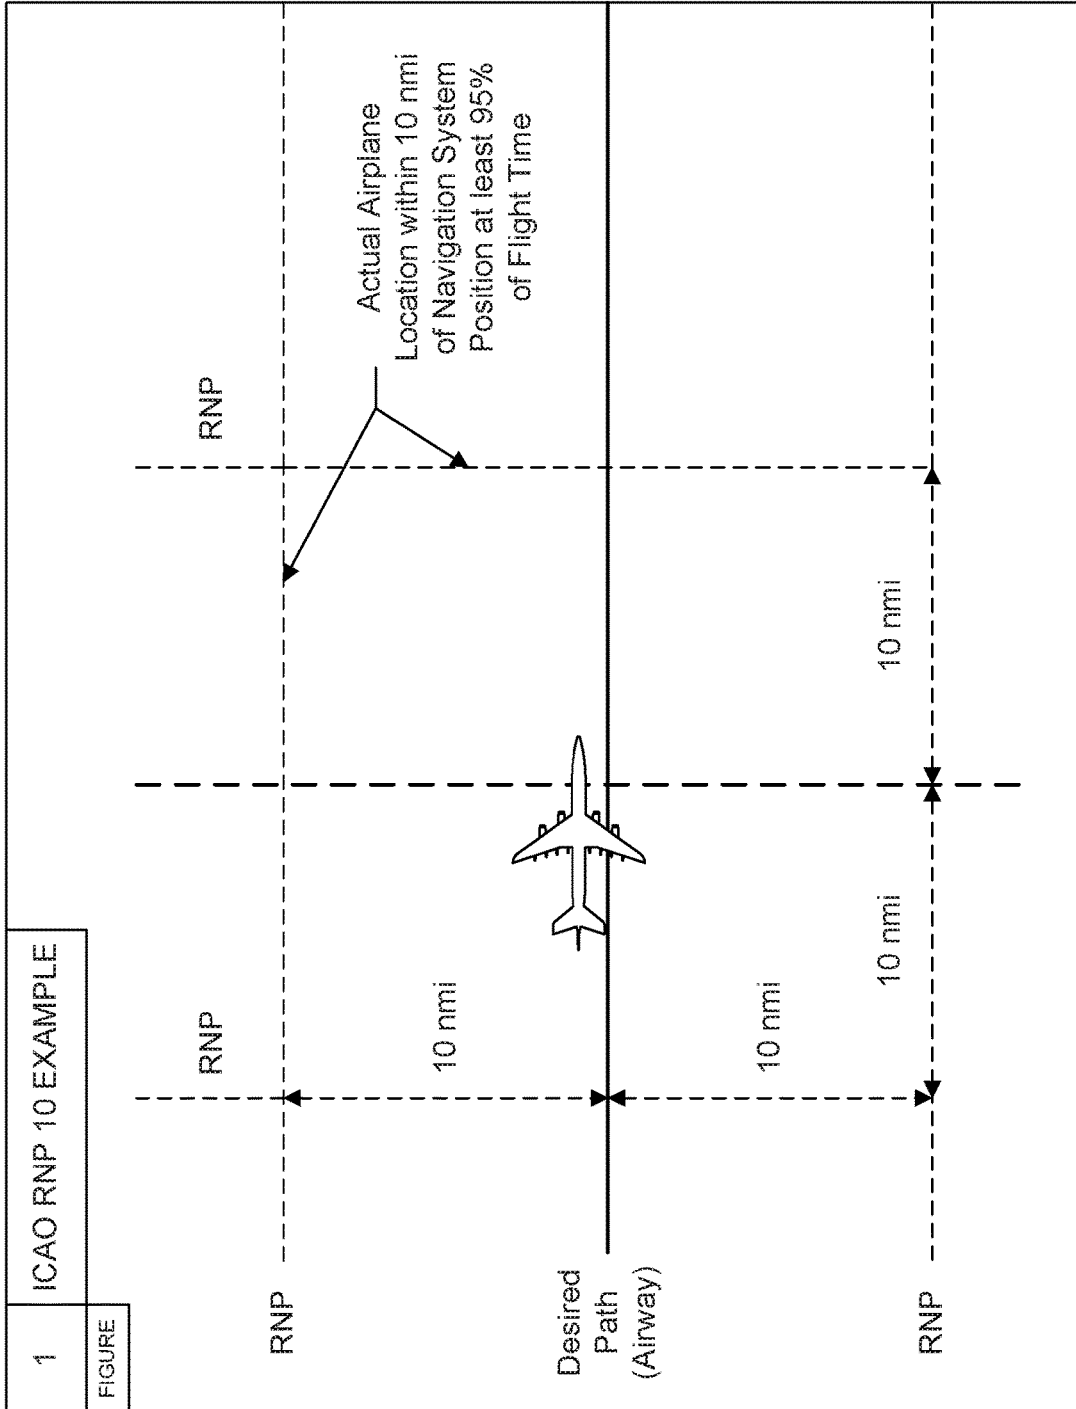 1
ICAO RNP 10 EXAMPLE
FIGURE
RNP
RNP
RNP
Actual Airplane
Location within 10 nmi
of Navigation System
Position at least 95%
of Flight Time
10 nmi
Desired
Path
(Airway)
10 nmi
10 nmi
10 nmi
RNP